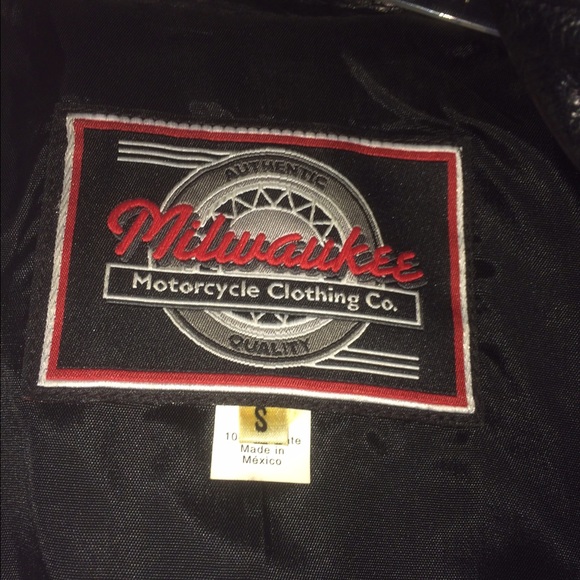 AUTHENTIC
Milwaukee
Motorcycle Clothing Co.
QUALITY
S
Made in
México